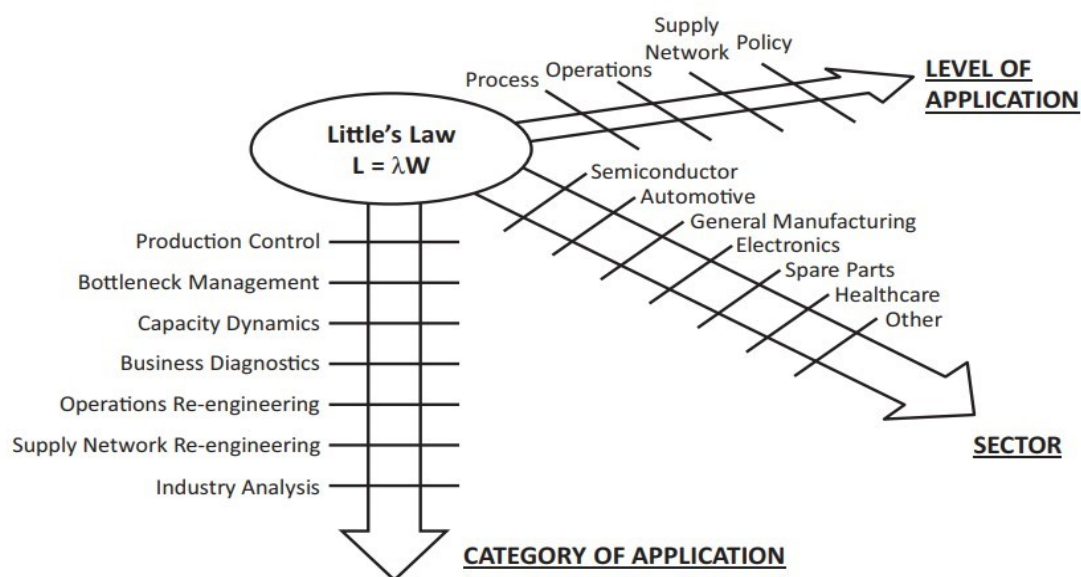 Little’s Law
L = λW
Process
Operations
Supply
Network
Policy
LEVEL OF
APPLICATION
Semiconductor
Automotive
General Manufacturing
Electronics
Spare Parts
Healthcare
Other
SECTOR
Production Control
Bottleneck Management
Capacity Dynamics
Business Diagnostics
Operations Re-engineering
Supply Network Re-engineering
Industry Analysis
CATEGORY OF APPLICATION